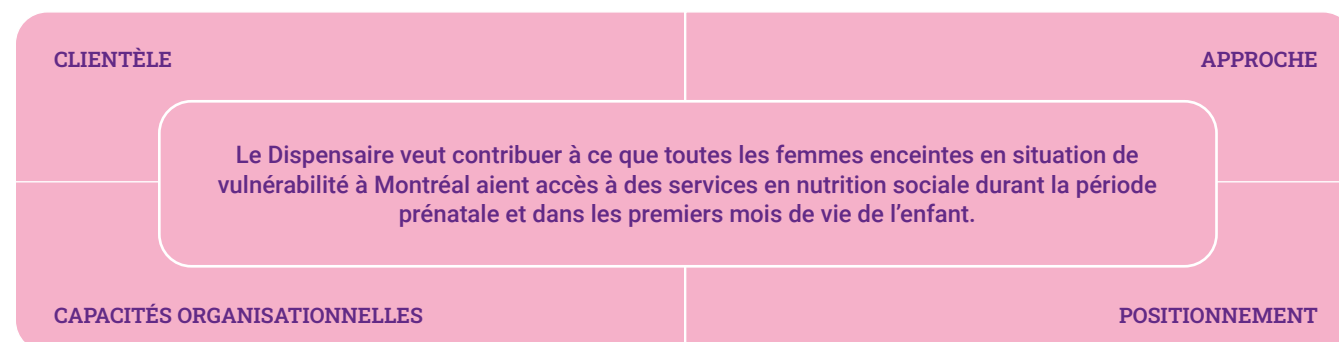 CLIENTÈLE
APPROCHE
Le Dispensaire veut contribuer à ce que toutes les femmes enceintes en situation de
vulnérabilité à Montréal aient accès à des services en nutrition sociale durant la période
prénatale et dans les premiers mois de vie de l’enfant.
CAPACITÉS ORGANISATIONNELLES
POSITIONNEMENT